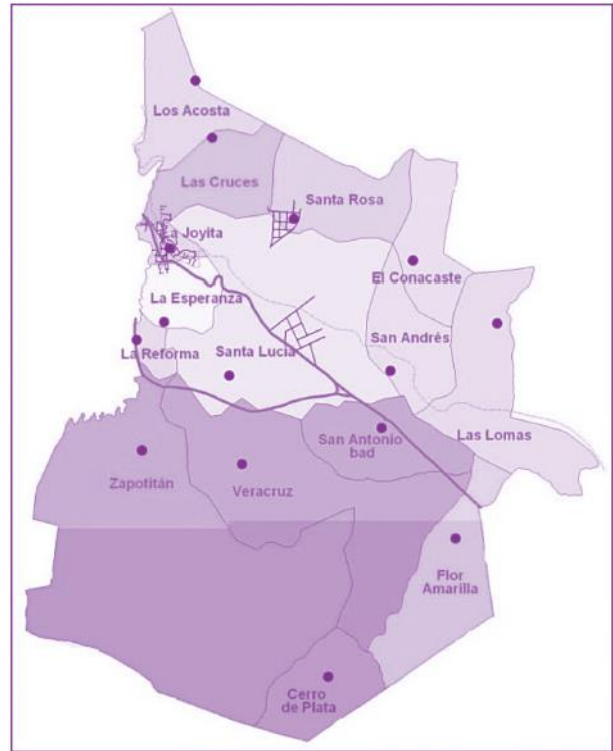 Los Acosta
Las Cruces
Santa Rosa
La Joyita
El Conacaste
La Esperanza
San Andrés
La Reforma
Santa Lucía
Las Lomas
San Antonio
bad
Zapotitán
Veracruz
Flor
Amarilla
Cerro
de Plata